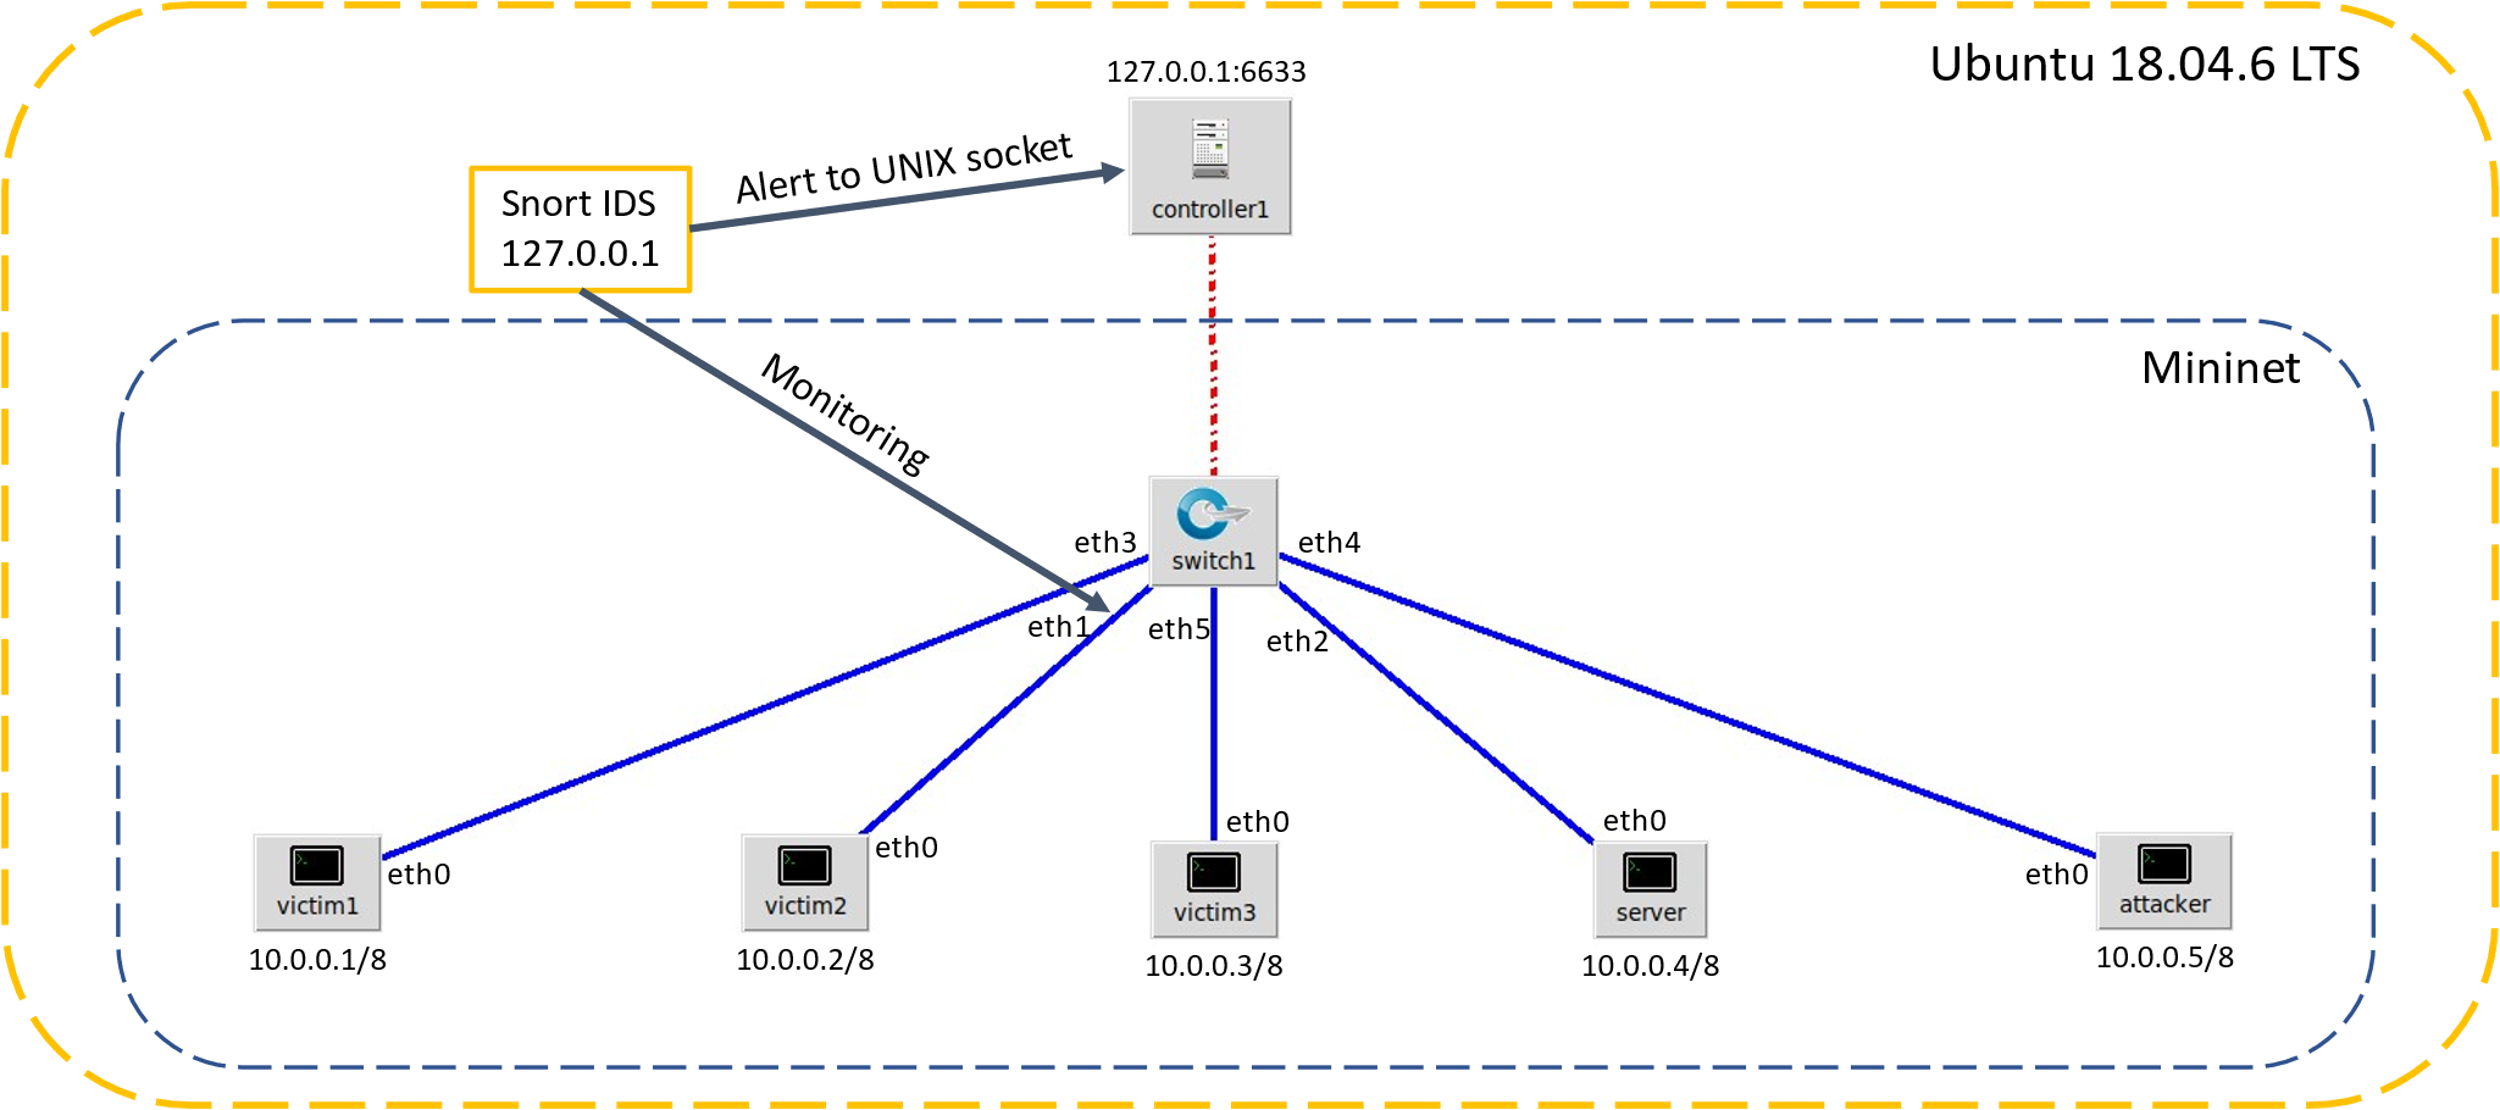 Ubuntu 18.04.6 LTS
127.0.0.1:6633
controller1
Alert to UNIX socket
Snort IDS
127.0.0.1
Mininet
Monitoring
switch1
eth3
eth4
eth1
eth5
eth2
eth0
eth0
eth0
eth0
eth0
victim1
victim2
victim3
server
attacker
10.0.0.1/8
10.0.0.2/8
10.0.0.3/8
10.0.0.4/8
10.0.0.5/8